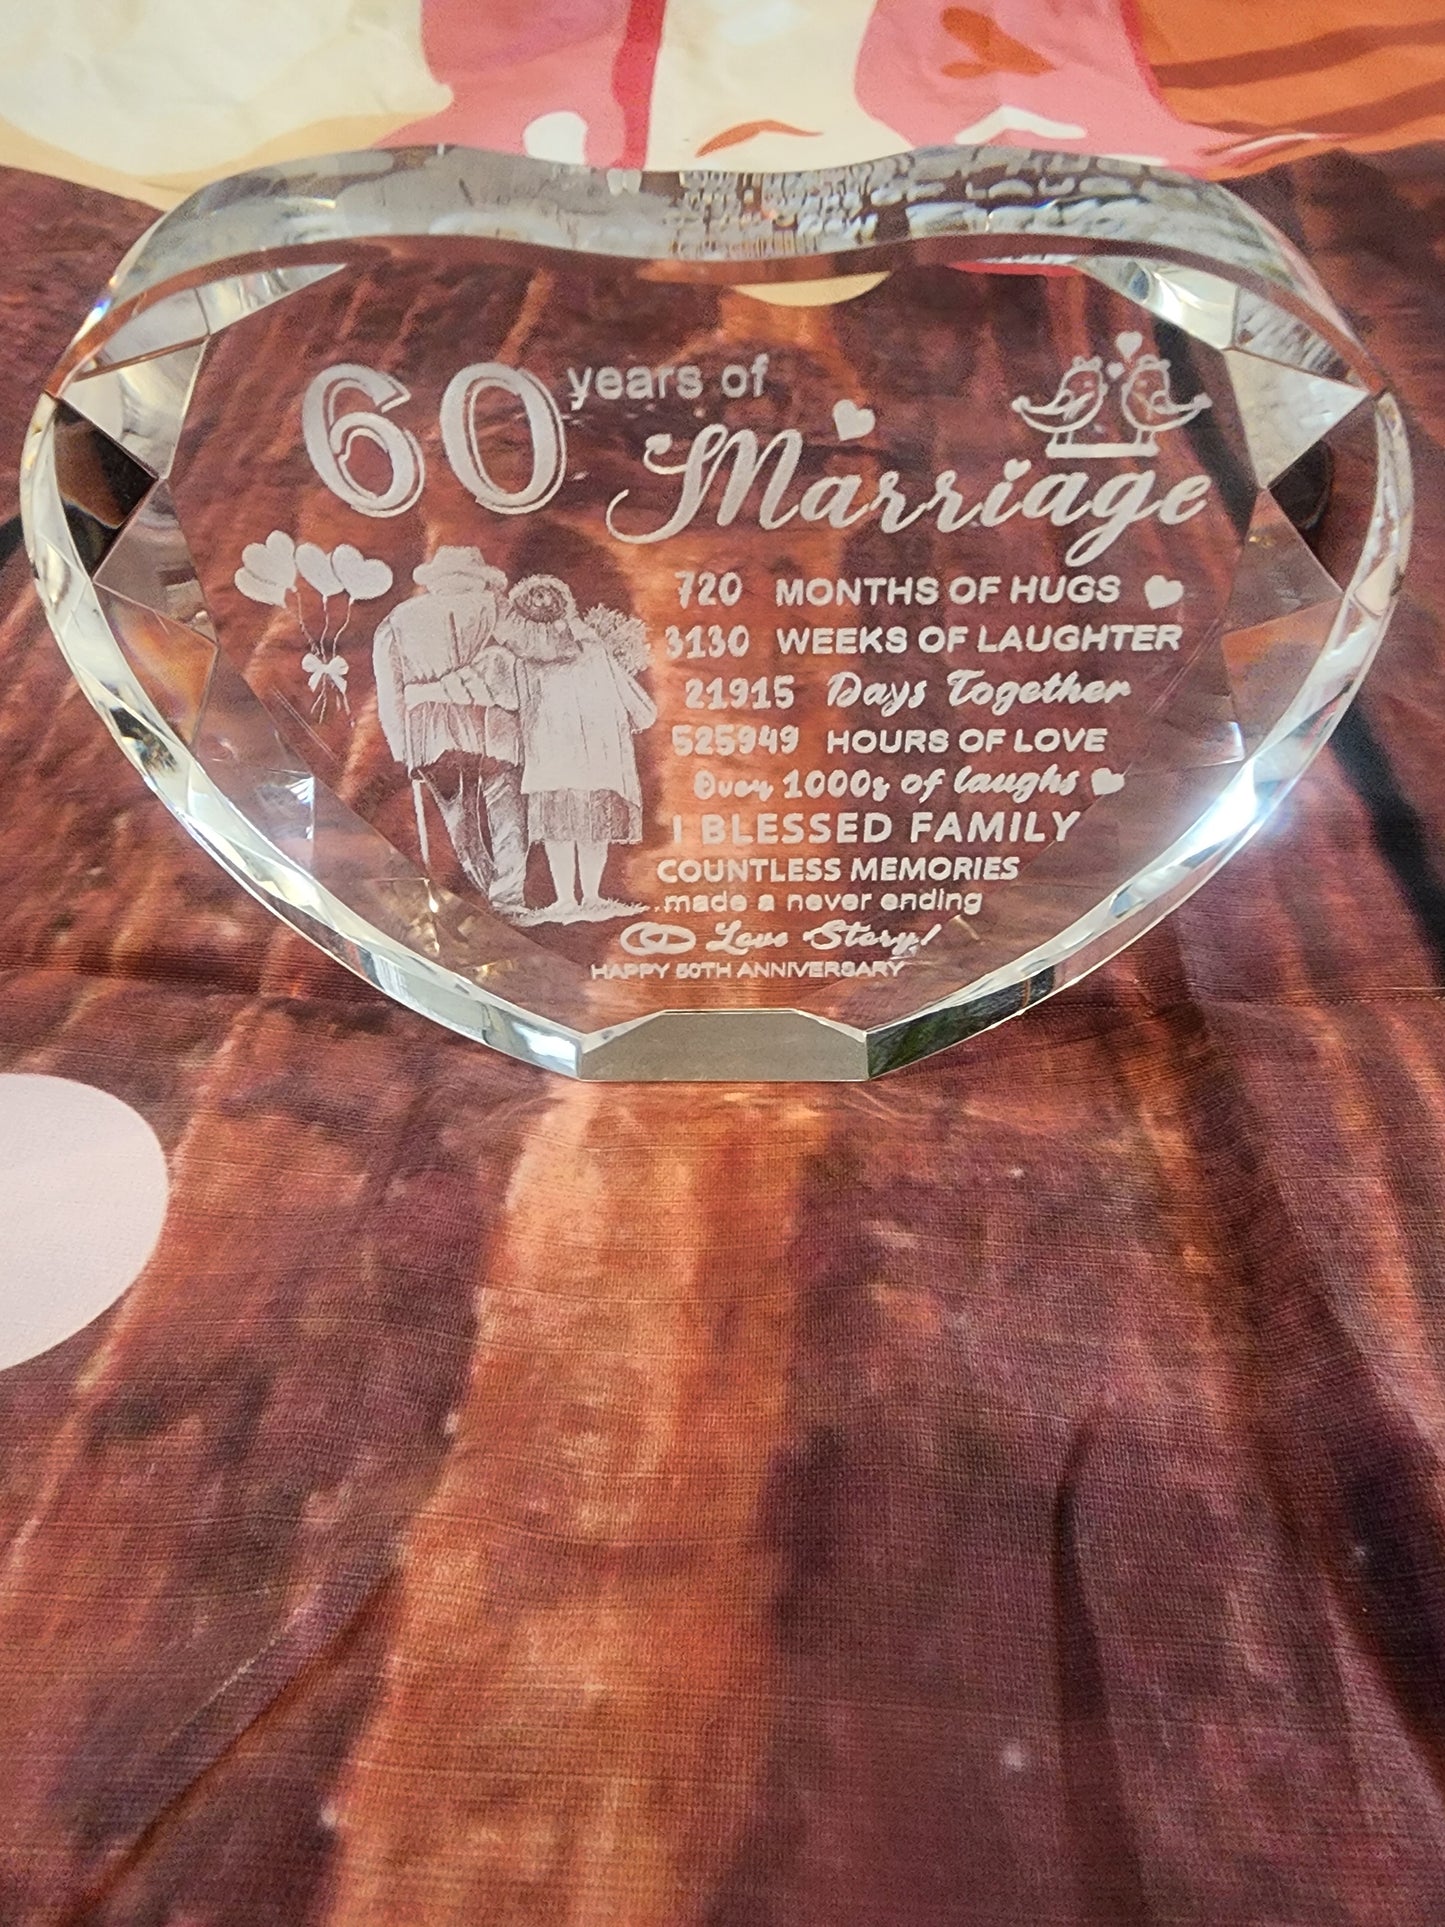 60 years of
Marriage
720 MONTHS OF HUGS
3130 WEEKS OF LAUGHTER
21915 Days Together
525949 HOURS OF LOVE
Over 1000s of laughs
1 BLESSED FAMILY
COUNTLESS MEMORIES
...made a never ending
Love Story!
HAPPY 60TH ANNIVERSARY